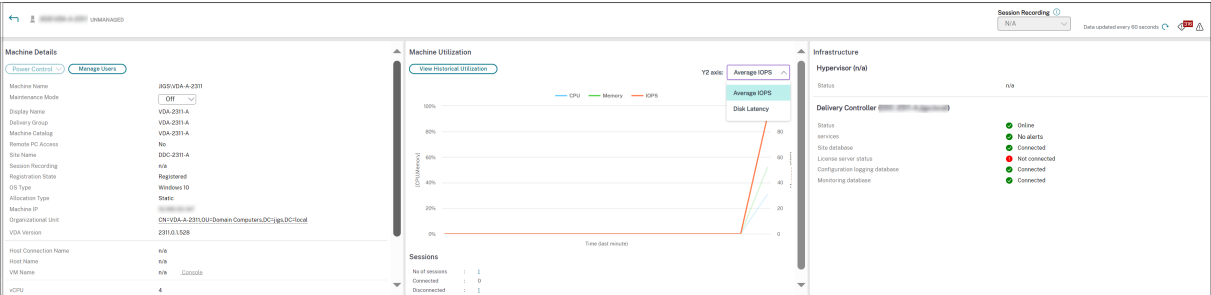 UNMANAGED
Session Recording
N/A
Data updated every 60 seconds
Machine Details
Power Control
Manage Users
Machine Name JIGS\VDA-A-2311
Maintenance Mode Off
Display Name VDA-2311-A
Delivery Group VDA-2311-A
Machine Catalog VDA-2311-A
Remote PC Access No
Site Name DDC-2311-A
Session Recording n/a
Registration State Registered
OS Type Windows 10
Allocation Type Static
Machine IP
Organizational Unit CN=VDA-A-2311,OU=Domain Computers,DC=jigs,DC=local
VDA Version 2311.0.1.528
Host Connection Name n/a
Host Name n/a
VM Name n/a Console
vCPU 4
Machine Utilization
View Historical Utilization
Y2 axis: Average IOPS
Average IOPS
Disk Latency
CPU Memory IOPS
100%
80% 80
60% 60
40% 40
20% 20
0% 0
(CPU,Memory)
Time (last minute)
Sessions
No of sessions : 1
Connected : 0
Disconnected : 1
Infrastructure
Hypervisor (n/a)
Status n/a
Delivery Controller (
Status Online
services No alerts
Site database Connected
License server status Not connected
Configuration logging database Connected
Monitoring database Connected